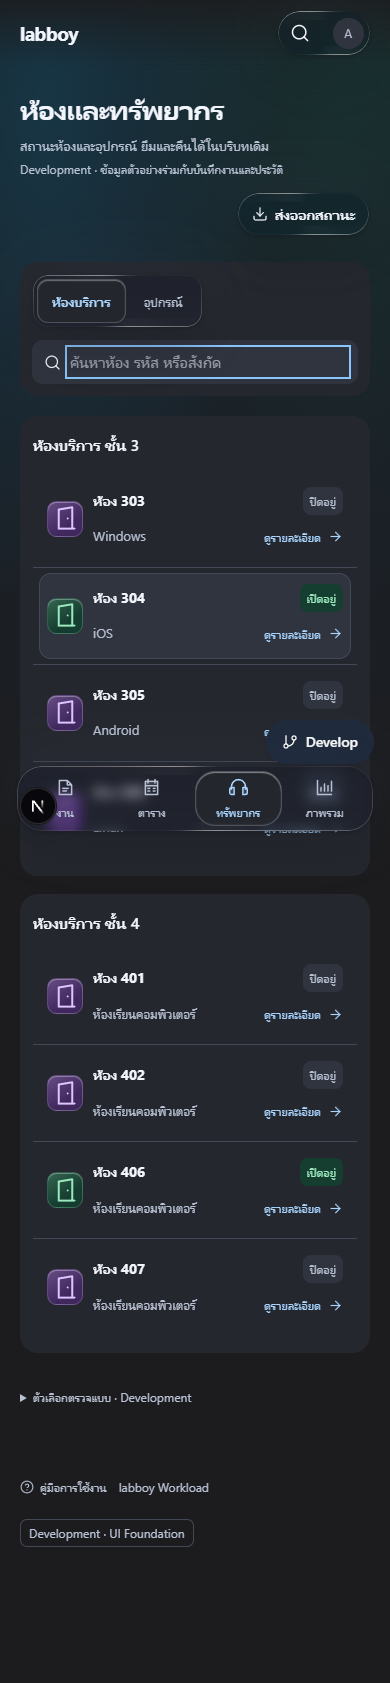 labboy
A
ห้องและทรัพยากร
สถานะห้องและอุปกรณ์ ยืมและคืนได้ในบริบทเดิม
Development · ข้อมูลตัวอย่างร่วมกับบันทึกงานและประวัติ
ส่งออกสถานะ
ห้องบริการ
อุปกรณ์
ค้นหาห้อง รหัส หรือสังกัด
ห้องบริการ ชั้น 3
ห้อง 303
ปิดอยู่
Windows
ดูรายละเอียด
ห้อง 304
เปิดอยู่
iOS
ดูรายละเอียด
ห้อง 305
ปิดอยู่
Android
Develop
N
งาน
ตาราง
ทรัพยากร
ภาพรวม
ห้องบริการ ชั้น 4
ห้อง 401
ปิดอยู่
ห้องเรียนคอมพิวเตอร์
ดูรายละเอียด
ห้อง 402
ปิดอยู่
ห้องเรียนคอมพิวเตอร์
ดูรายละเอียด
ห้อง 406
เปิดอยู่
ห้องเรียนคอมพิวเตอร์
ดูรายละเอียด
ห้อง 407
ปิดอยู่
ห้องเรียนคอมพิวเตอร์
ดูรายละเอียด
ตัวเลือกตรวจแบบ · Development
คู่มือการใช้งาน labboy Workload
Development · UI Foundation